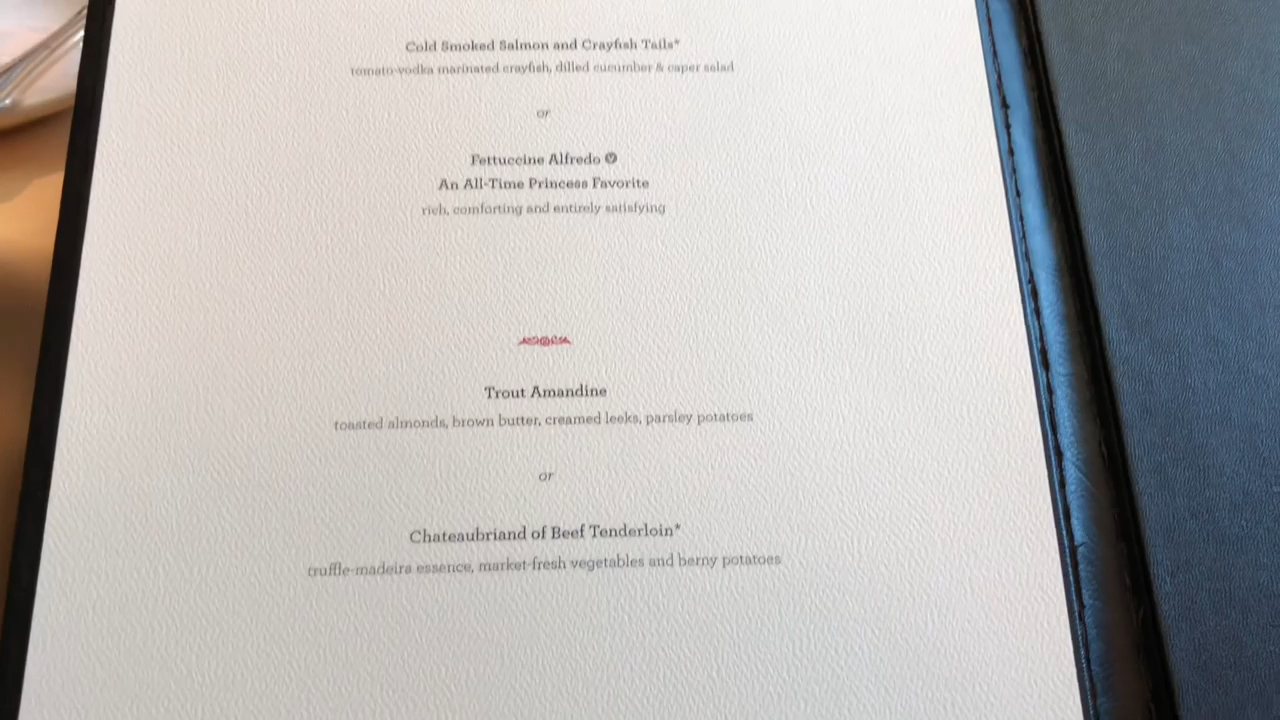 Cold Smoked Salmon and Crayfish Tails*
tomato-vodka marinated crayfish, dilled cucumber & caper salad
or
Fettuccine Alfredo Ⓥ
An All-Time Princess Favorite
rich, comforting and entirely satisfying
Trout Amandine
toasted almonds, brown butter, creamed leeks, parsley potatoes
or
Chateaubriand of Beef Tenderloin*
truffle-madeira essence, market-fresh vegetables and berny potatoes